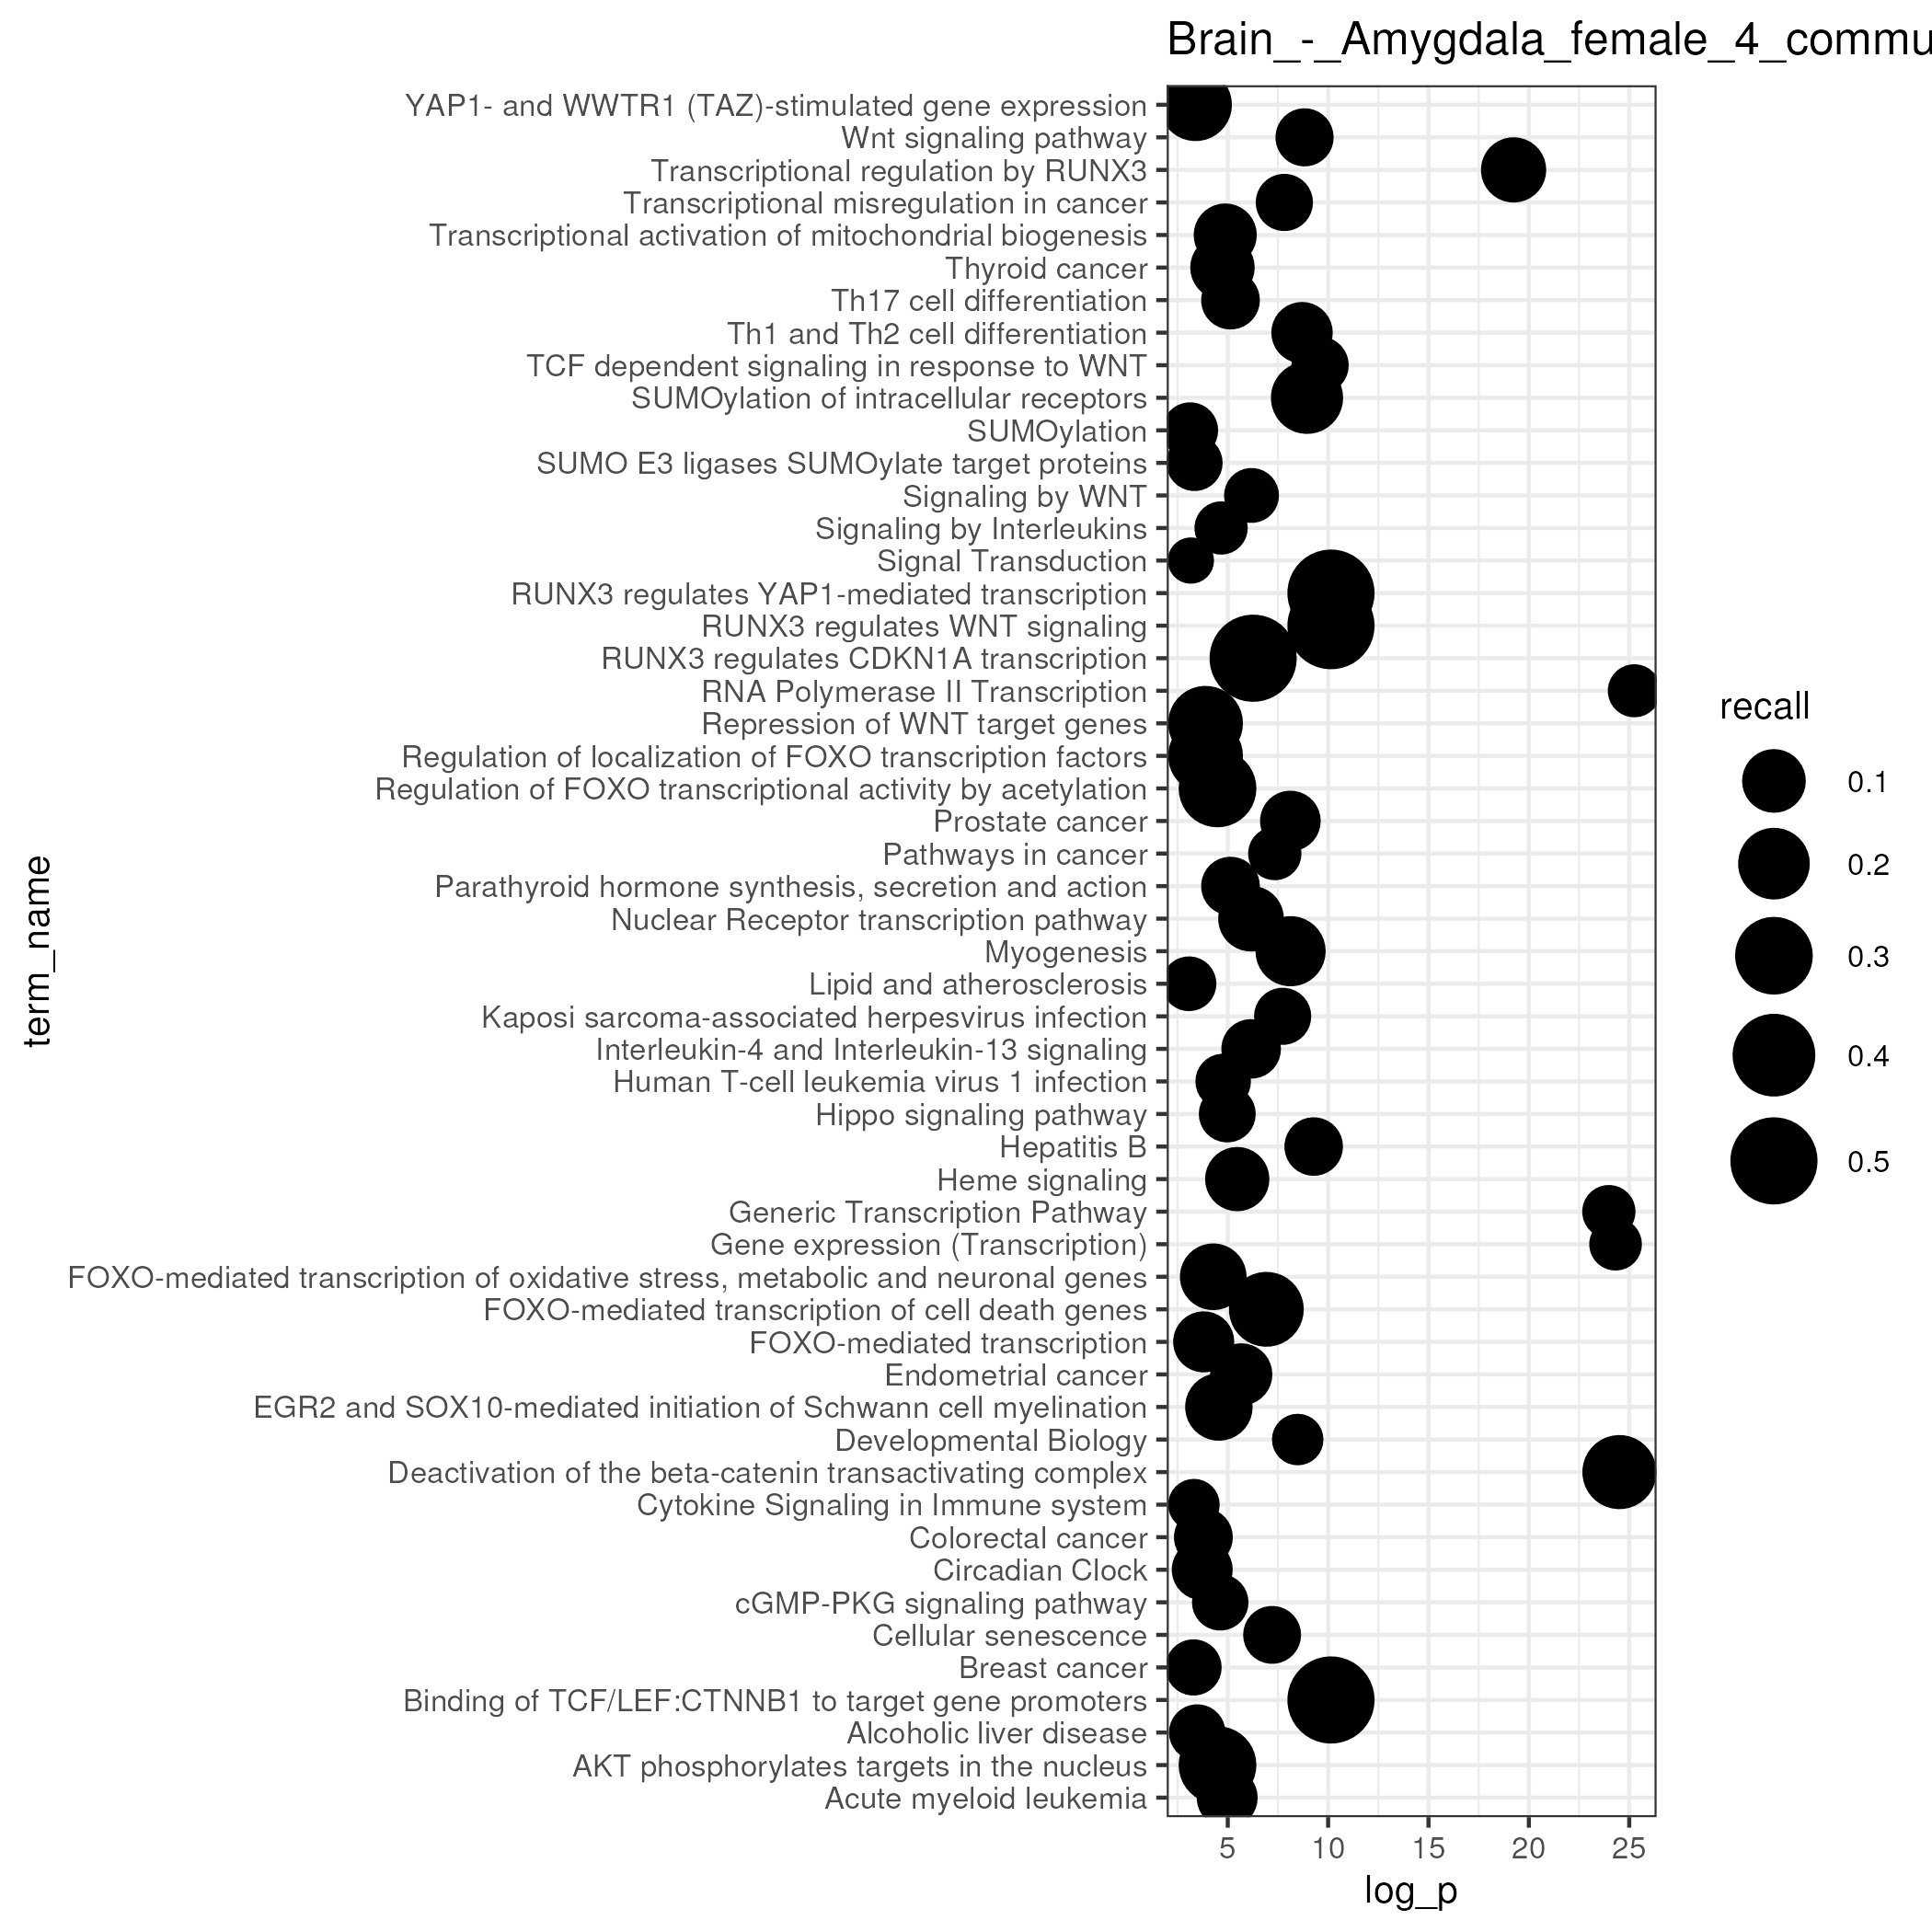 Brain_-_Amygdala_female_4_commu
YAP1- and WWTR1 (TAZ)-stimulated gene expression
Wnt signaling pathway
Transcriptional regulation by RUNX3
Transcriptional misregulation in cancer
Transcriptional activation of mitochondrial biogenesis
Thyroid cancer
Th17 cell differentiation
Th1 and Th2 cell differentiation
TCF dependent signaling in response to WNT
SUMOylation of intracellular receptors
SUMOylation
SUMO E3 ligases SUMOylate target proteins
Signaling by WNT
Signaling by Interleukins
Signal Transduction
RUNX3 regulates YAP1-mediated transcription
RUNX3 regulates WNT signaling
RUNX3 regulates CDKN1A transcription
RNA Polymerase II Transcription
Repression of WNT target genes
Regulation of localization of FOXO transcription factors
Regulation of FOXO transcriptional activity by acetylation
Prostate cancer
Pathways in cancer
Parathyroid hormone synthesis, secretion and action
Nuclear Receptor transcription pathway
Myogenesis
Lipid and atherosclerosis
Kaposi sarcoma-associated herpesvirus infection
Interleukin-4 and Interleukin-13 signaling
Human T-cell leukemia virus 1 infection
Hippo signaling pathway
Hepatitis B
Heme signaling
Generic Transcription Pathway
Gene expression (Transcription)
FOXO-mediated transcription of oxidative stress, metabolic and neuronal genes
FOXO-mediated transcription of cell death genes
FOXO-mediated transcription
Endometrial cancer
EGR2 and SOX10-mediated initiation of Schwann cell myelination
Developmental Biology
Deactivation of the beta-catenin transactivating complex
Cytokine Signaling in Immune system
Colorectal cancer
Circadian Clock
cGMP-PKG signaling pathway
Cellular senescence
Breast cancer
Binding of TCF/LEF:CTNNB1 to target gene promoters
Alcoholic liver disease
AKT phosphorylates targets in the nucleus
Acute myeloid leukemia
term_name
5 10 15 20 25
log_p
recall
0.1
0.2
0.3
0.4
0.5